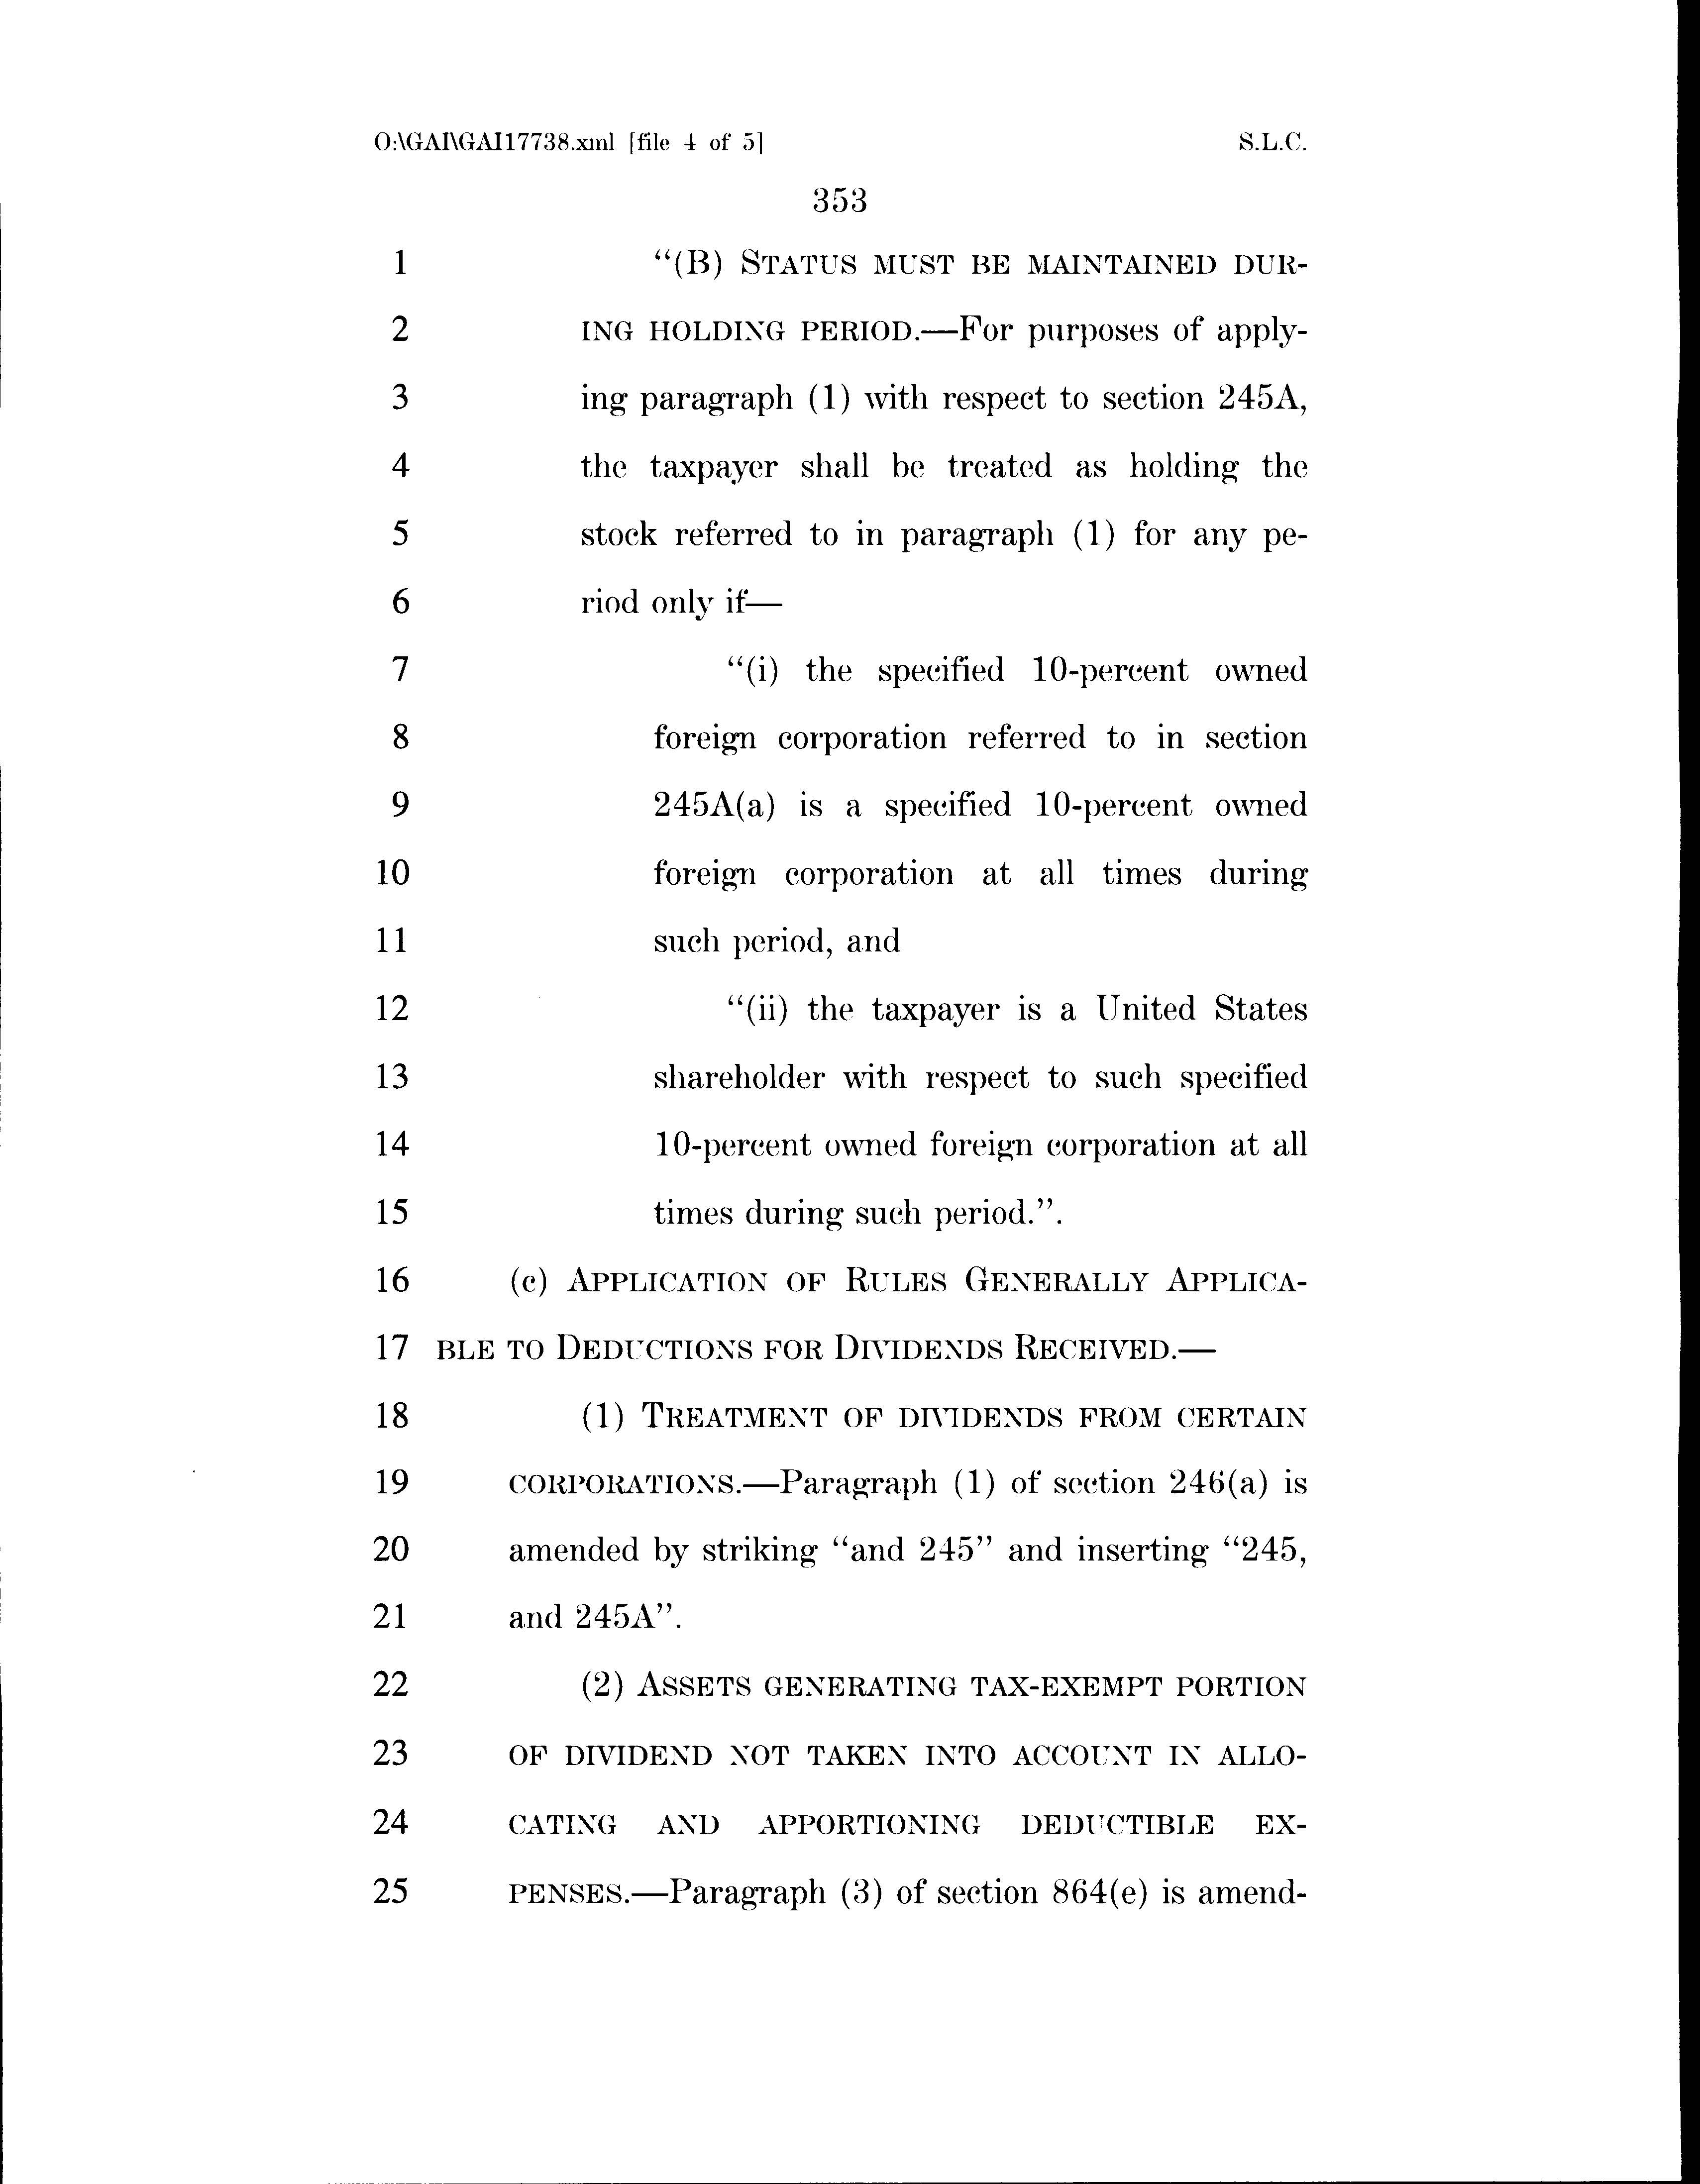 O:\GAI\GAI17738.xml [file 4 of 5] S.L.C.
353
1 “(B) STATUS MUST BE MAINTAINED DUR-
2 ING HOLDING PERIOD.—For purposes of apply-
3 ing paragraph (1) with respect to section 245A,
4 the taxpayer shall be treated as holding the
5 stock referred to in paragraph (1) for any pe-
6 riod only if—
7 “(i) the specified 10-percent owned
8 foreign corporation referred to in section
9 245A(a) is a specified 10-percent owned
10 foreign corporation at all times during
11 such period, and
12 “(ii) the taxpayer is a United States
13 shareholder with respect to such specified
14 10-percent owned foreign corporation at all
15 times during such period.”.
16 (c) APPLICATION OF RULES GENERALLY APPLICA-
17 BLE TO DEDUCTIONS FOR DIVIDENDS RECEIVED.—
18 (1) TREATMENT OF DIVIDENDS FROM CERTAIN
19 CORPORATIONS.—Paragraph (1) of section 246(a) is
20 amended by striking “and 245” and inserting “245,
21 and 245A”.
22 (2) ASSETS GENERATING TAX-EXEMPT PORTION
23 OF DIVIDEND NOT TAKEN INTO ACCOUNT IN ALLO-
24 CATING AND APPORTIONING DEDUCTIBLE EX-
25 PENSES.—Paragraph (3) of section 864(e) is amend-